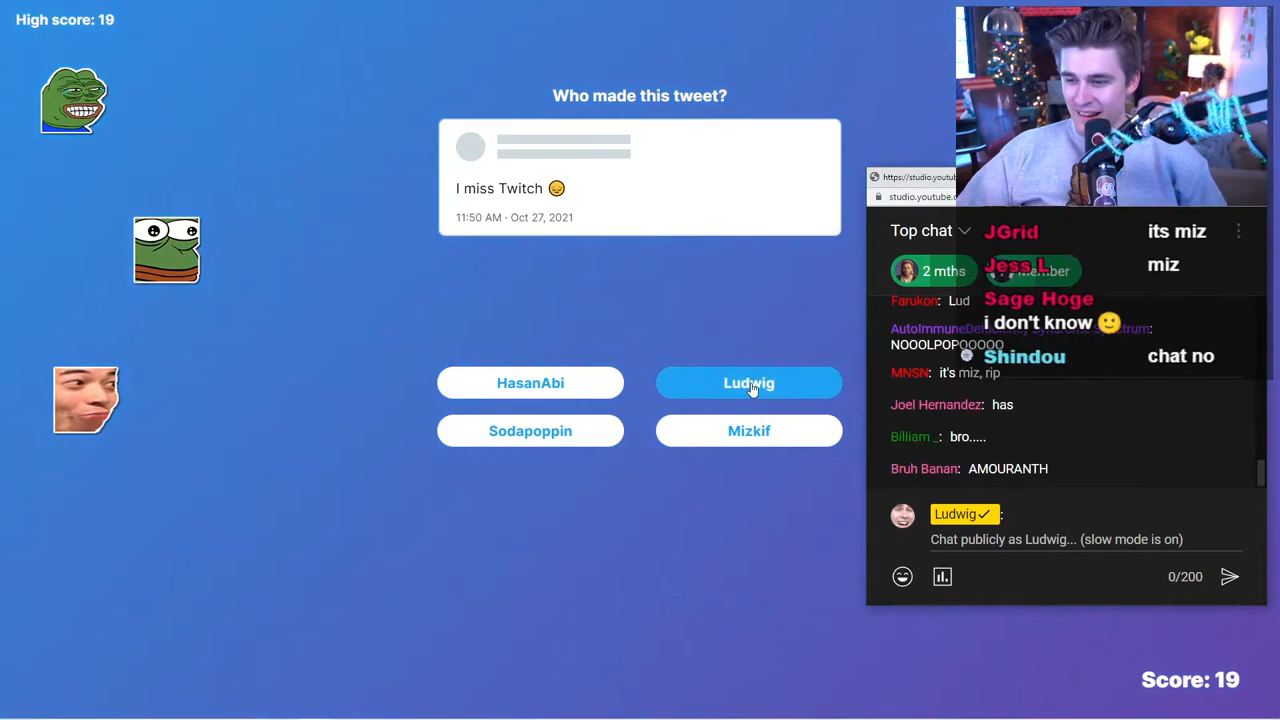 High score: 19
Who made this tweet?
I miss Twitch 😞
11:50 AM · Oct 27, 2021
HasanAbi
Ludwig
Sodapoppin
Mizkif
https://studio.youtu
studio.youtube.
Top chat
JGrid its miz
Jess L miz
2 mths
Member
Sage Hoge
i don't know 🙂
Shindou chat no
Farukon: Lud
NOOOLPOPOOOOO
MNSN: it's miz, rip
Joel Hernandez: has
Billiam _: bro.....
Bruh Banan: AMOURANTH
Ludwig✓:
Chat publicly as Ludwig... (slow mode is on)
0/200
Score: 19